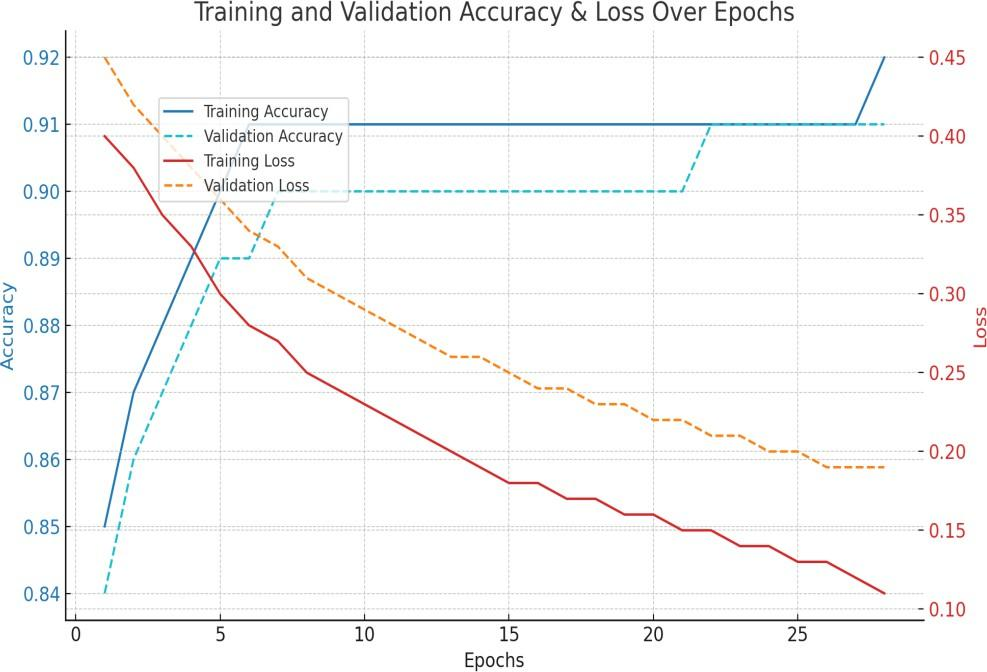 Training and Validation Accuracy & Loss Over Epochs
0.92
0.91
0.90
0.89
0.88
0.87
0.86
0.85
0.84
Accuracy
Training Accuracy
Validation Accuracy
Training Loss
Validation Loss
0.45
0.40
0.35
0.30
0.25
0.20
0.15
0.10
Loss
0 5 10 15 20 25
Epochs